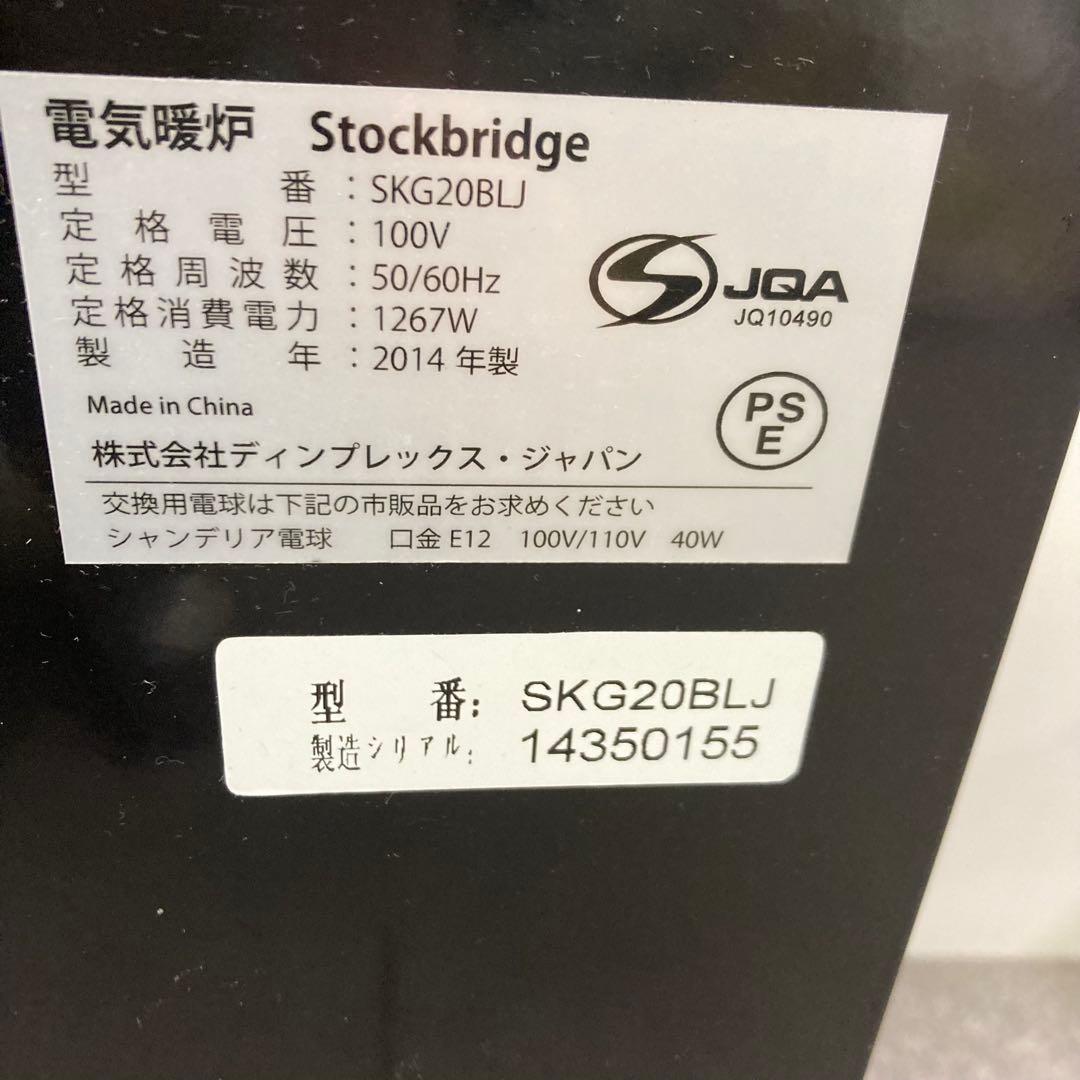 電気暖炉 Stockbridge
型番：SKG20BLJ
定格電圧：100V
定格周波数：50/60Hz
定格消費電力：1267W
製造年：2014年製
JQA
JQ10490
Made in China
PS
E
株式会社ディンプレックス・ジャパン
交換用電球は下記の市販品をお求めください
シャンデリア電球 口金 E12 100V/110V 40W
型番: SKG20BLJ
製造シリアル: 14350155